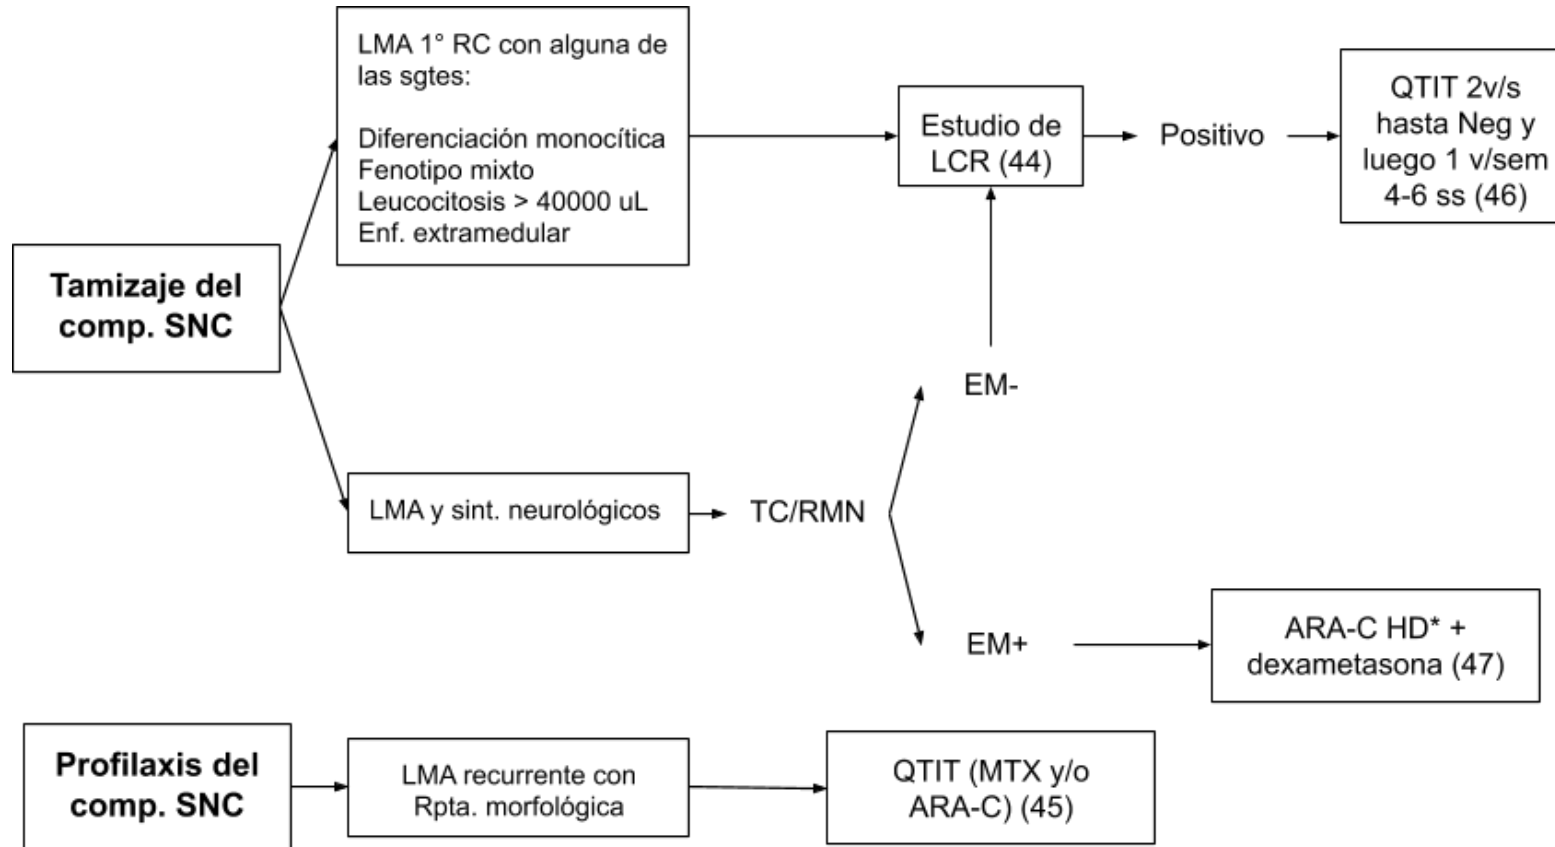 LMA 1° RC con alguna de
las sgtes:
Diferenciación monocítica
Fenotipo mixto
Leucocitosis > 40000 uL
Enf. extramedular
Estudio de
LCR (44)
Positivo
QTIT 2v/s
hasta Neg y
luego 1 v/sem
4-6 ss (46)
Tamizaje del
comp. SNC
EM-
LMA y sint. neurológicos
TC/RMN
EM+
ARA-C HD* +
dexametasona (47)
Profilaxis del
comp. SNC
LMA recurrente con
Rpta. morfológica
QTIT (MTX y/o
ARA-C) (45)